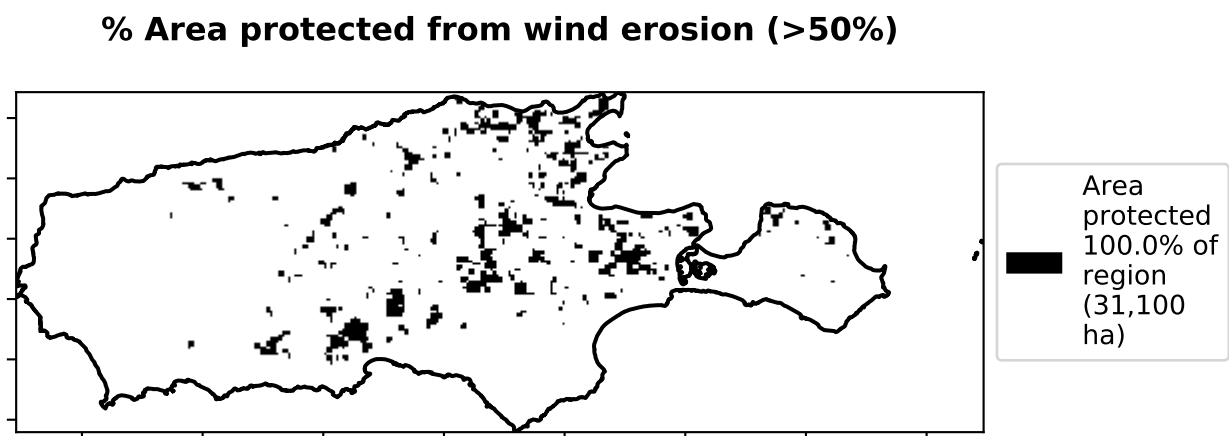 % Area protected from wind erosion (>50%)
Area
protected
100.0% of
region
(31,100
ha)